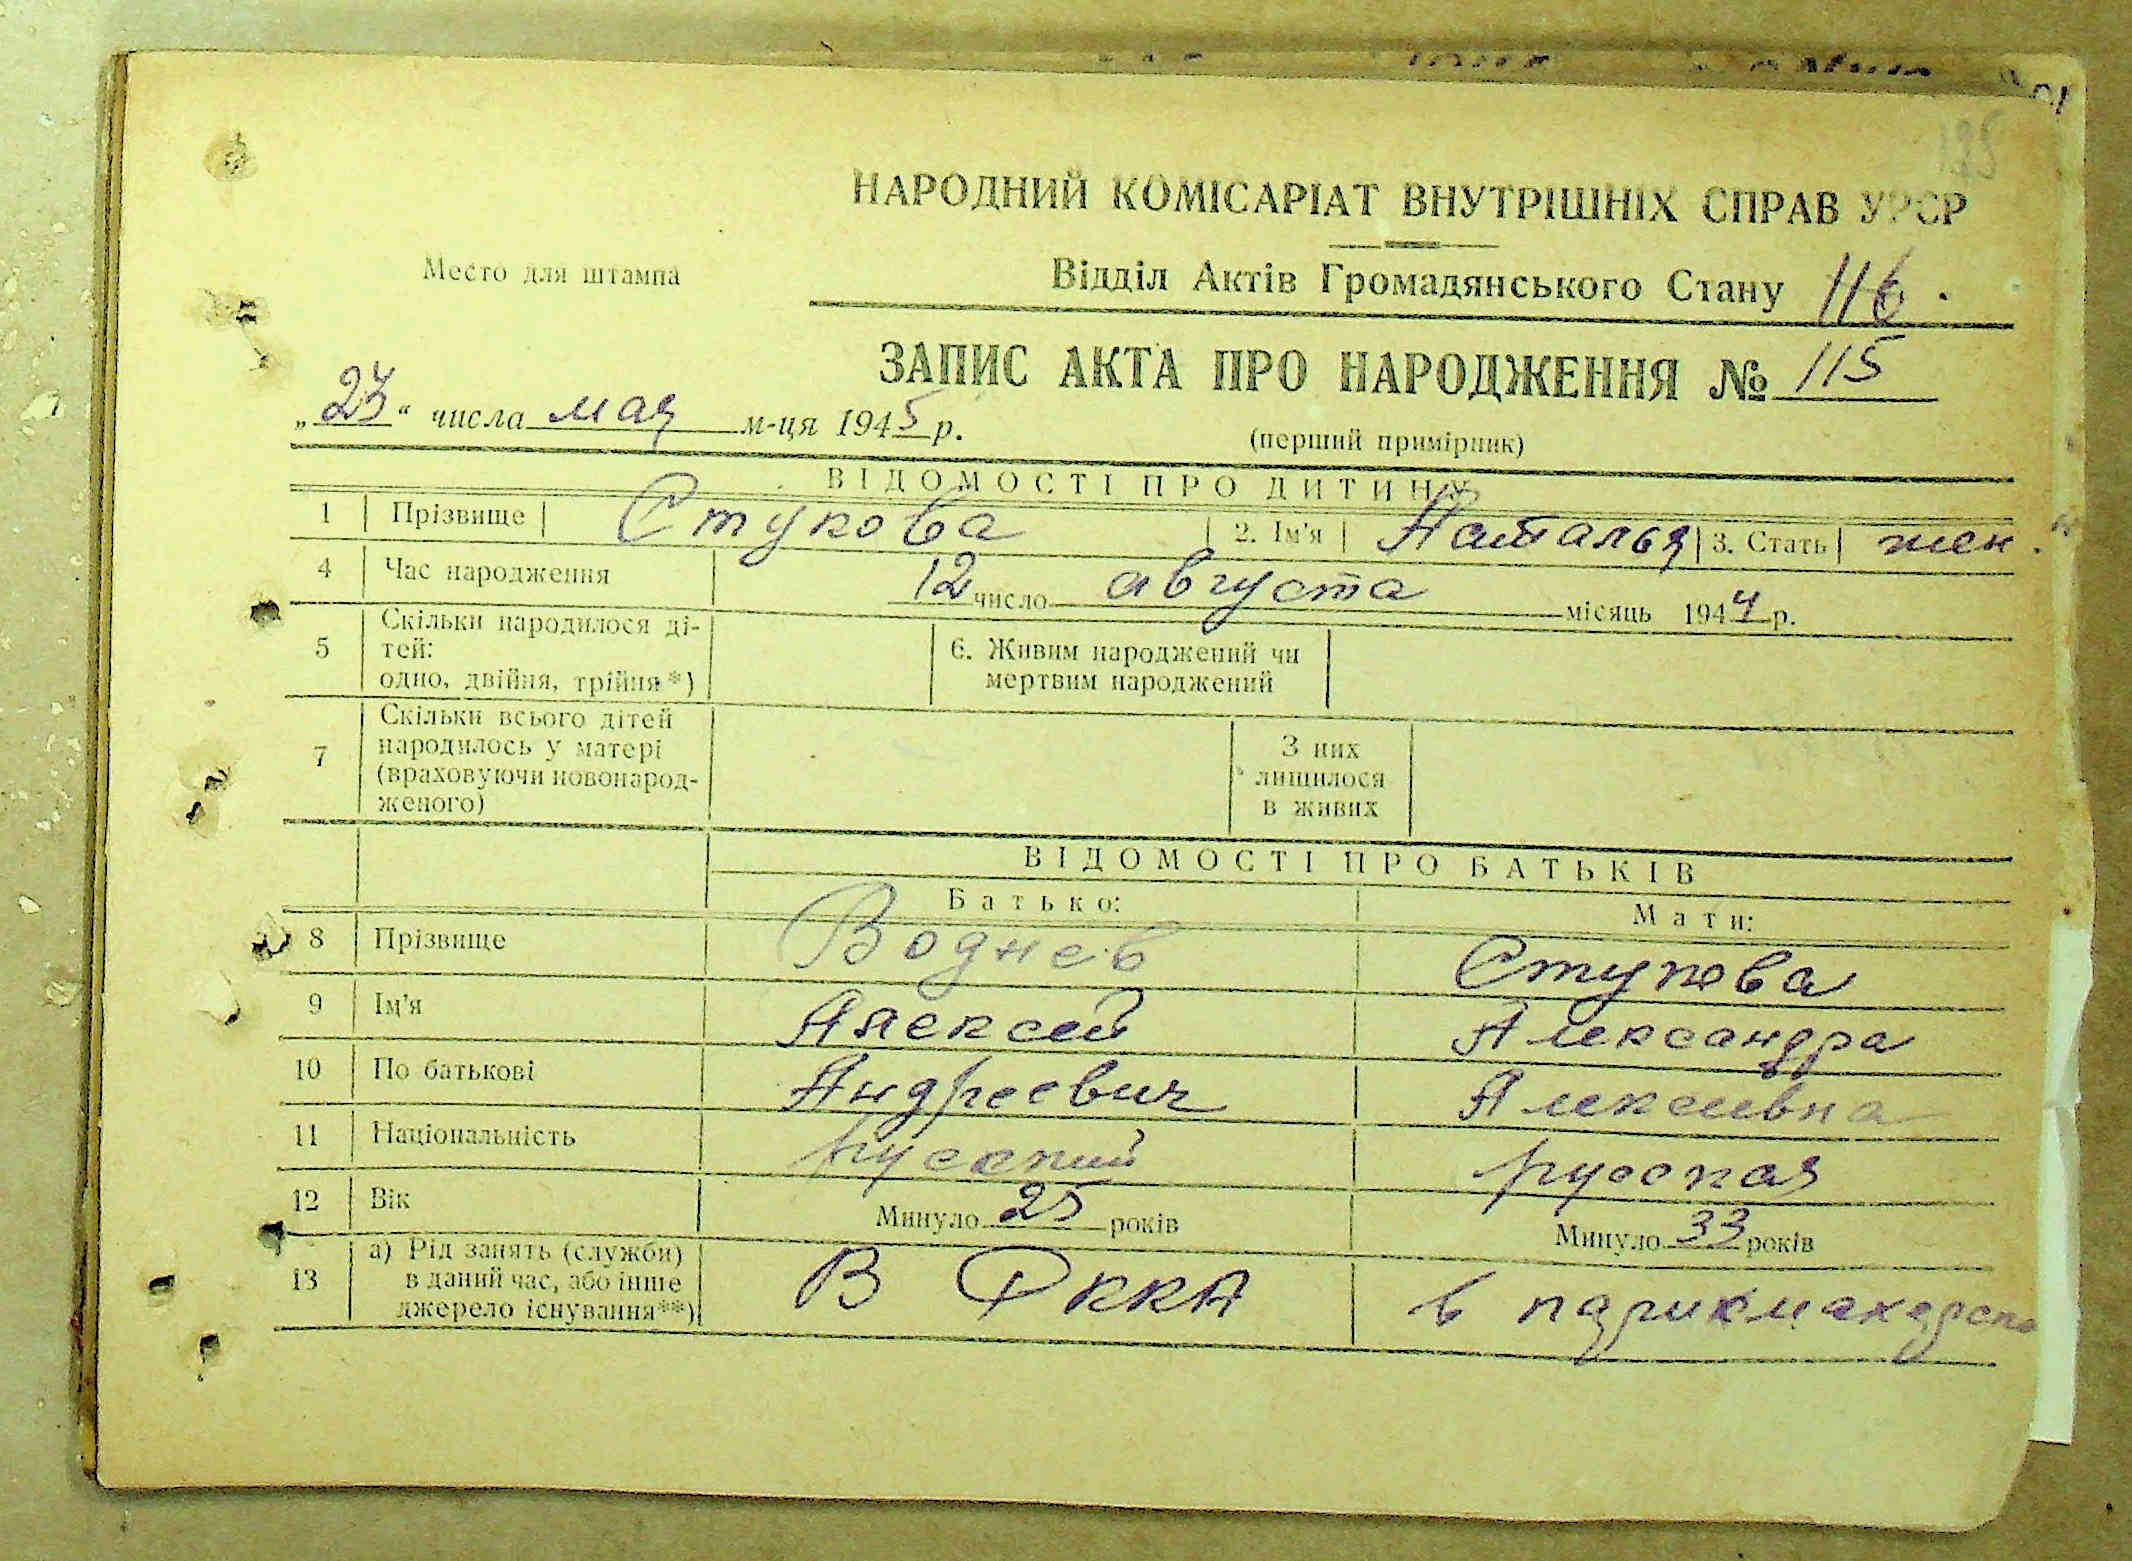 НАРОДНИЙ КОМІСАРІАТ ВНУТРІШНІХ СПРАВ УРСР
Место для штампа
Відділ Актів Громадянського Стану 116.
ЗАПИС АКТА ПРО НАРОДЖЕННЯ № 115
„23“ числа мая м-ця 1945 р.
(перший примірник)
ВІДОМОСТІ ПРО ДИТИНУ
1 Прізвище Стукова 2. Ім'я Наталья 3. Стать жен.
4 Час народження 12 число августа місяць 1944 р.
5 Скільки народилося ді-
тей:
одно, двійня, трійня*)
6. Живим народжений чи
мертвим народжений
7 Скільки всього дітей
народилось у матері
(враховуючи новонарод-
женого)
З них
лишилося
в живих
ВІДОМОСТІ ПРО БАТЬКІВ
Батько: Мати:
8 Прізвище Воднев Стукова
9 Ім'я Алексей Александра
10 По батькові Андреевич Алексеевна
11 Національність русский русская
12 Вік Минуло 25 років Минуло 33 років
13 а) Рід занять (служби)
в даний час, або інше
джерело існування**)
В РККА в парикмахерско